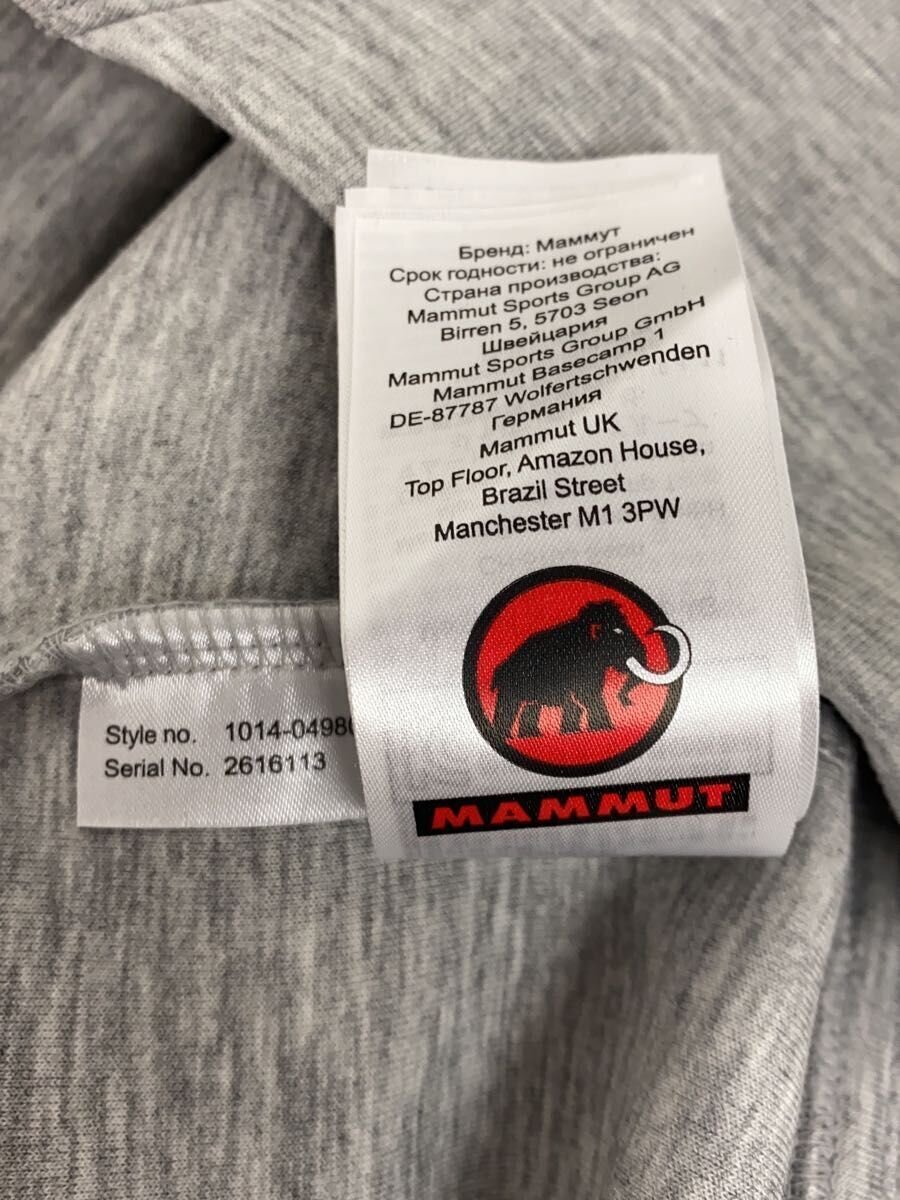 Бренд: Маммут
Срок годности: не ограничен
Страна производства:
Mammut Sports Group AG
Birren 5, 5703 Seon
Швейцария
Mammut Sports Group GmbH
Mammut Basecamp 1
DE-87787 Wolfertschwenden
Германия
Mammut UK
Top Floor, Amazon House,
Brazil Street
Manchester M1 3PW
MAMMUT
Style no. 1014-0498
Serial No. 2616113